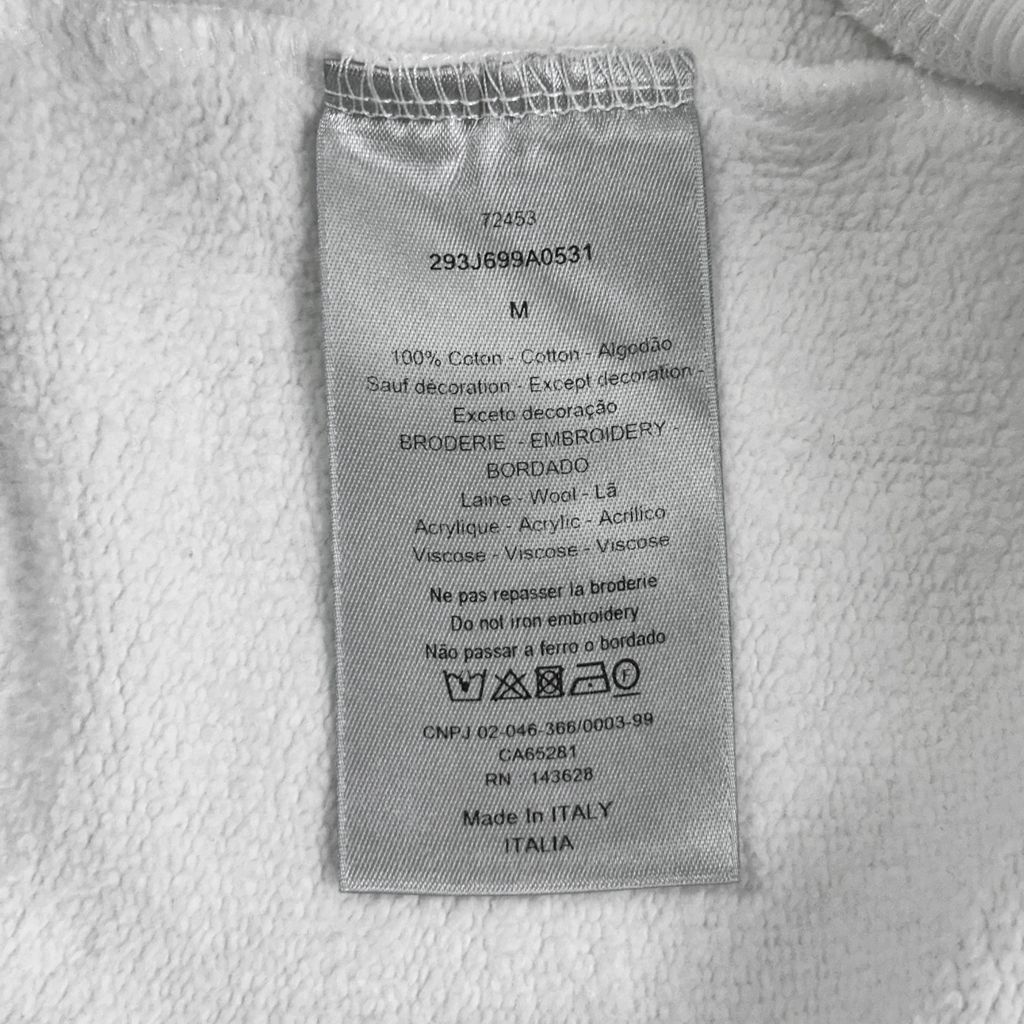 72453
293J699A0531
M
100% Coton - Cotton - Algodão
Sauf decoration - Except decoration -
Exceto decoração
BRODERIE - EMBROIDERY -
BORDADO
Laine - Wool - Lã
Acrylique - Acrylic - Acrílico
Viscose - Viscose - Viscose
Ne pas repasser la broderie
Do not iron embroidery
Não passar a ferro o bordado
F
CNPJ 02-046-366/0003-99
CA65281
RN 143628
Made In ITALY
ITALIA